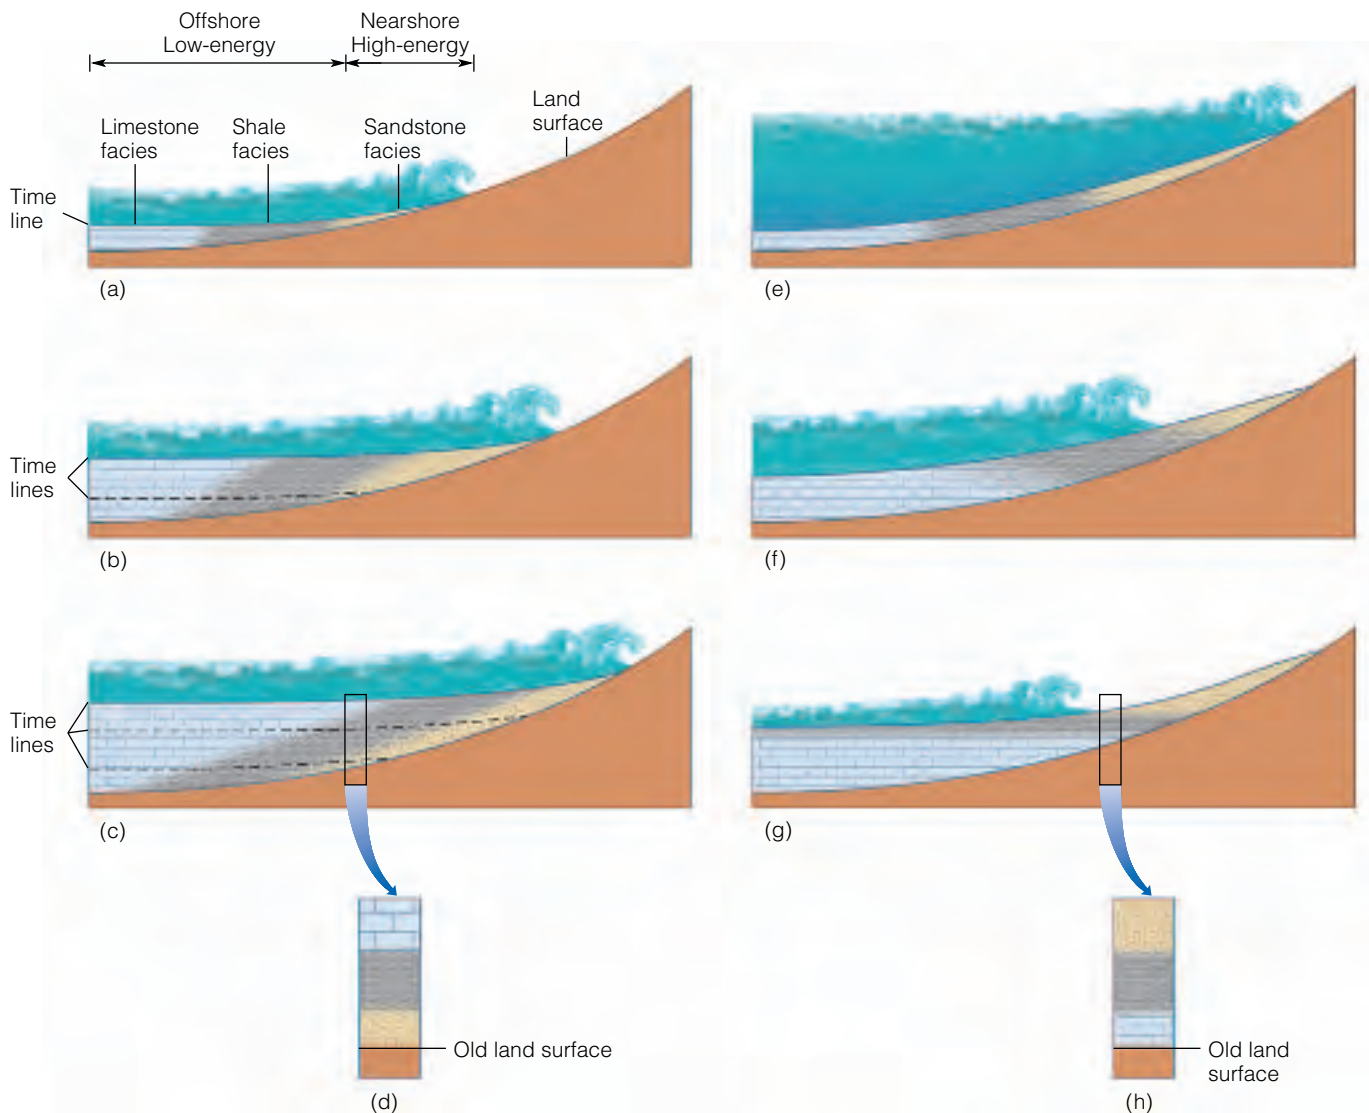 Offshore
Low-energy
Nearshore
High-energy
Limestone
facies
Shale
facies
Sandstone
facies
Land
surface
Time
line
(a)
(e)
Time
lines
(b)
(f)
Time
lines
(c)
(g)
Old land surface
(d)
Old land
surface
(h)